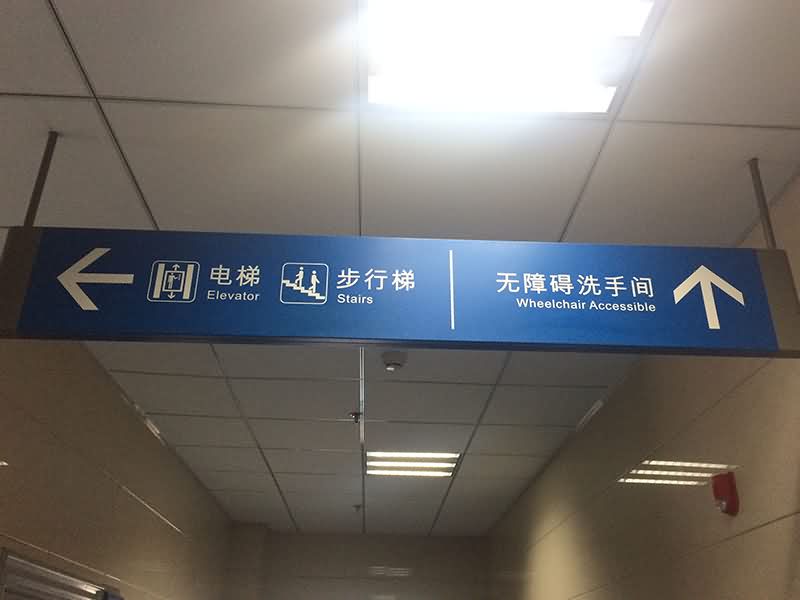 电梯
Elevator
步行梯
Stairs
无障碍洗手间
Wheelchair Accessible